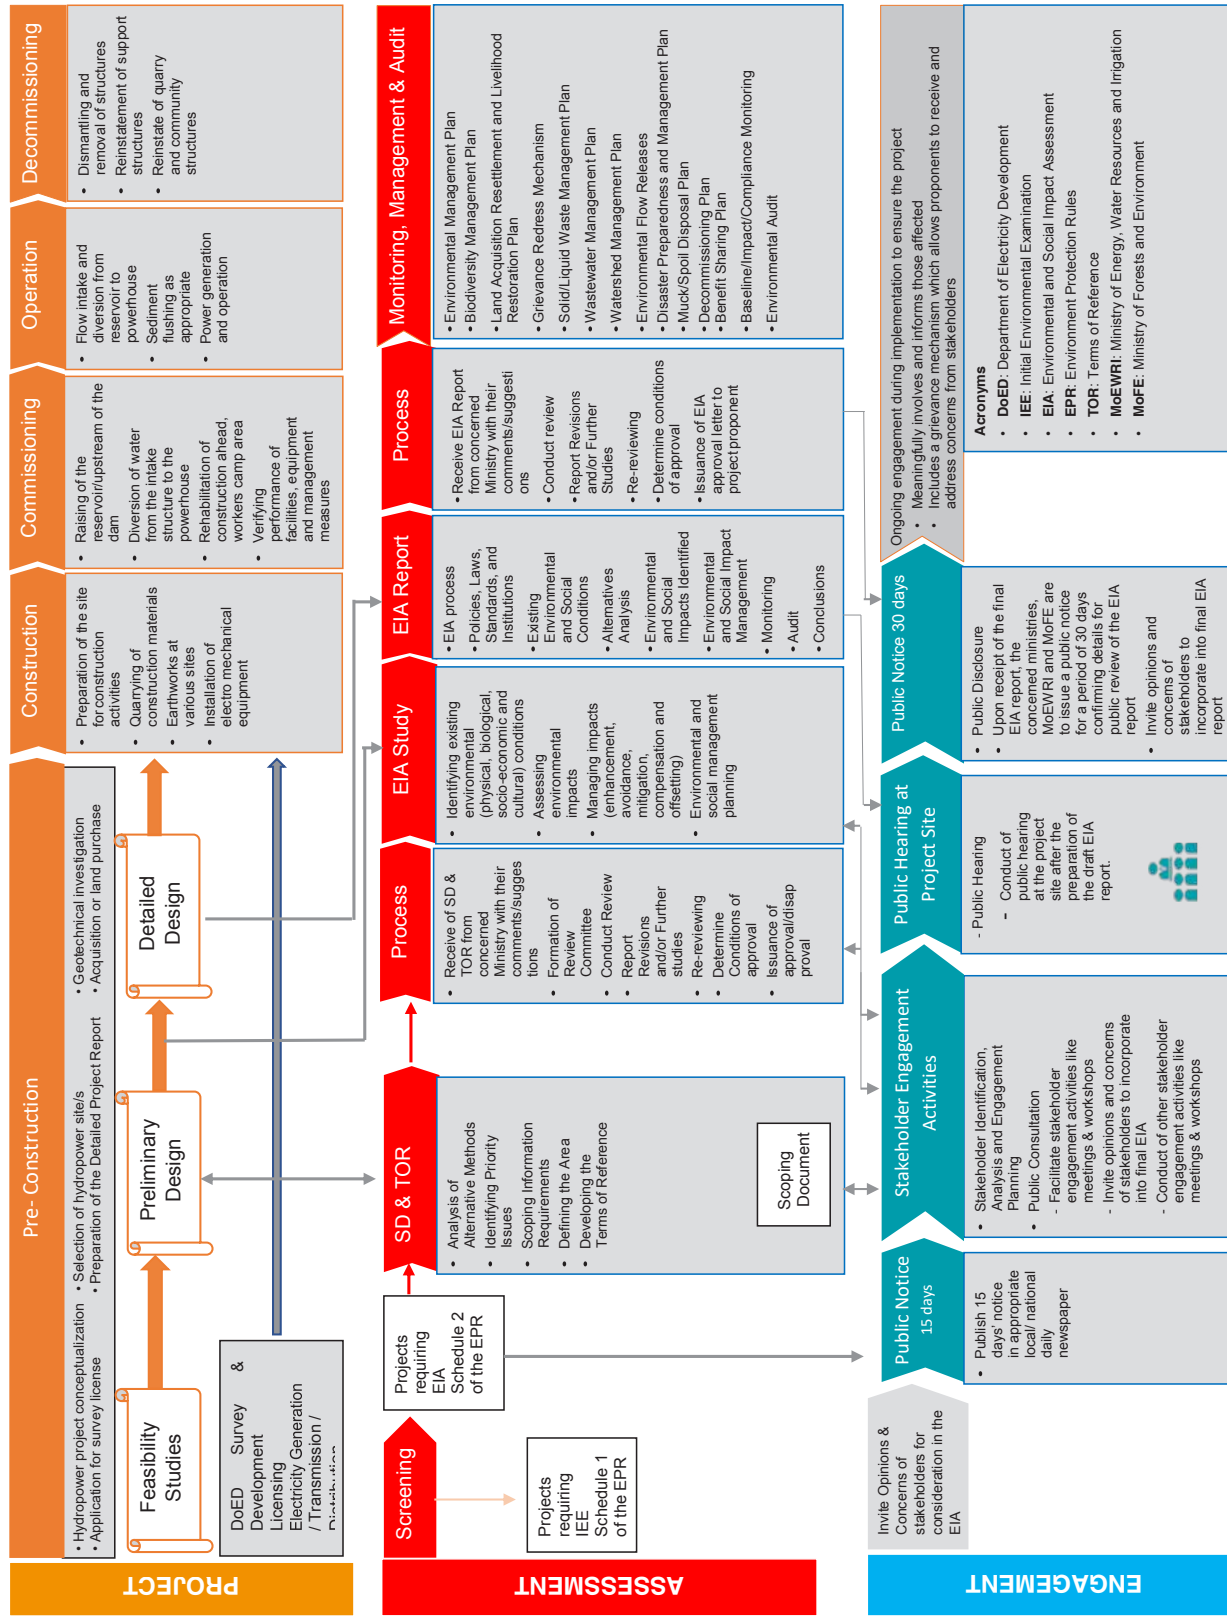 PROJECT
Pre- Construction
Construction
Commissioning
Operation
Decommissioning
• Hydropower project conceptualization
• Application for survey license
• Selection of hydropower site/s
• Preparation of the Detailed Project Report
• Geotechnical investigation
• Acquisition or land purchase
Feasibility
Studies
Preliminary
Design
Detailed
Design
DoED Survey &
Development
Licensing
Electricity Generation
/ Transmission /
Distribution
• Preparation of the site
for construction
activities
• Quarrying of
construction materials
• Earthworks at
various sites
• Installation of
electro mechanical
equipment
• Raising of the
reservoir/upstream of the
dam
• Diversion of water
from the intake
structure to the
powerhouse
• Rehabilitation of
construction ahead,
workers camp area
• Verifying
performance of
facilities, equipment
and management
measures
• Flow intake and
diversion from
reservoir to
powerhouse
• Sediment
flushing as
appropriate
• Power generation
and operation
• Dismantling and
removal of structures
• Reinstatement of support
structures
• Reinstate of quarry
and community
structures
ASSESSMENT
Screening
SD & TOR
Process
EIA Study
EIA Report
Process
Monitoring, Management & Audit
Projects
requiring
IEE
Schedule 1
of the EPR
Projects
requiring
EIA
Schedule 2
of the EPR
• Analysis of
Alternative Methods
• Identifying Priority
Issues
• Scoping Information
Requirements
• Defining the Area
• Developing the
Terms of Reference
Scoping
Document
• Receive of SD &
TOR from
concerned
Ministry with their
comments/sugges
tions
• Formation of
Review
Committee
• Conduct Review
• Report
Revisions
and/or Further
studies
• Re-reviewing
• Determine
Conditions of
approval
• Issuance of
approval/disap
proval
• Identifying existing
environmental
(physical, biological
socio-economic and
cultural) conditions
• Assessing
environmental
impacts
• Managing impacts
(enhancement,
avoidance,
mitigation,
compensation and
offsetting)
• Environmental and
social management
planning
• EIA process
• Policies, Laws,
Standards, and
Institutions
• Existing
Environmental
and Social
Conditions
• Alternatives
Analysis
• Environmental
and Social
Impacts Identified
• Environmental
and Social Impact
Management
• Monitoring
• Audit
• Conclusions
• Receive EIA Report
from concerned
Ministry with their
comments/suggesti
ons
• Conduct review
• Report Revisions
and/or Further
Studies
• Re-reviewing
• Determine conditions
of approval
• Issuance of EIA
approval letter to
project proponent
• Environmental Management Plan
• Biodiversity Management Plan
• Land Acquisition Resettlement and Livelihood
Restoration Plan
• Grievance Redress Mechanism
• Solid/Liquid Waste Management Plan
• Wastewater Management Plan
• Watershed Management Plan
• Environmental Flow Releases
• Disaster Preparedness and Management Plan
• Muck/Spoil Disposal Plan
• Decommissioning Plan
• Benefit Sharing Plan
• Baseline/Impact/Compliance Monitoring
• Environmental Audit
ENGAGEMENT
Invite Opinions &
Concerns of
stakeholders for
consideration in the
EIA
Public Notice
15 days
Stakeholder Engagement
Activities
Public Hearing at
Project Site
Public Notice 30 days
• Publish 15
days' notice
in appropriate
local/ national
daily
newspaper
• Stakeholder Identification,
Analysis and Engagement
Planning
• Public Consultation
- Facilitate stakeholder
engagement activities like
meetings & workshops
- Invite opinions and concerns
of stakeholders to incorporate
into final EIA
- Conduct of other stakeholder
engagement activities like
meetings & workshops
- Public Hearing
- Conduct of
public hearing
at the project
site after the
preparation of
the draft EIA
report.
• Public Disclosure
• Upon receipt of the final
EIA report, the
concerned ministries,
MoEWRI and MoFE are
to issue a public notice
for a period of 30 days
confirming details for
public review of the EIA
report
• Invite opinions and
concerns of
stakeholders to
incorporate into final EIA
report
Ongoing engagement during implementation to ensure the project
• Meaningfully involves and informs those affected
• Includes a grievance mechanism which allows proponents to receive and
address concerns from stakeholders
Acronyms
• DoED: Department of Electricity Development
• IEE: Initial Environmental Examination
• EIA: Environmental and Social Impact Assessment
• EPR: Environment Protection Rules
• TOR: Terms of Reference
• MoEWRI: Ministry of Energy, Water Resources and Irrigation
• MoFE: Ministry of Forests and Environment